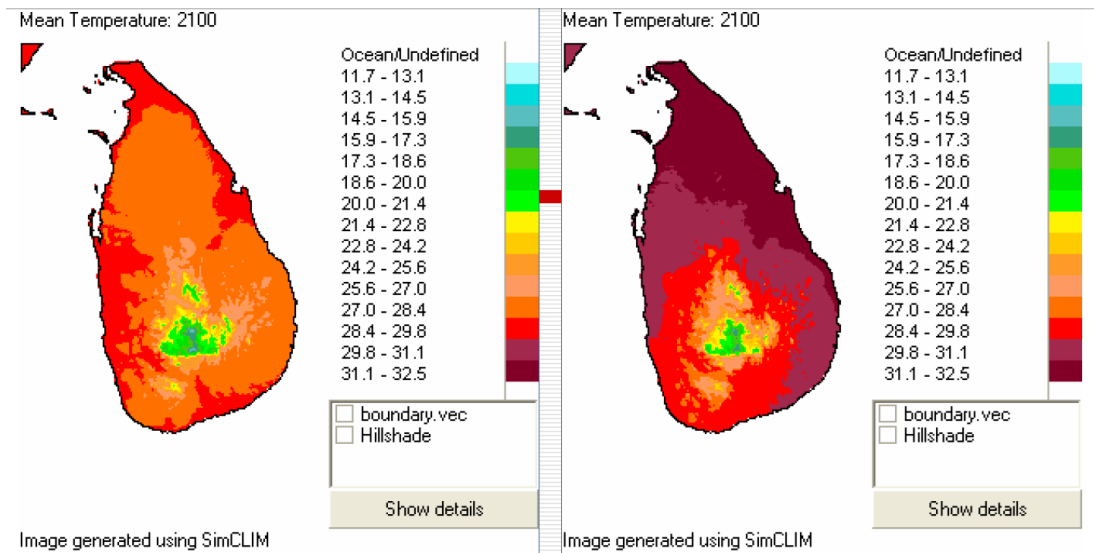 Mean Temperature: 2100
Ocean/Undefined
11.7 - 13.1
13.1 - 14.5
14.5 - 15.9
15.9 - 17.3
17.3 - 18.6
18.6 - 20.0
20.0 - 21.4
21.4 - 22.8
22.8 - 24.2
24.2 - 25.6
25.6 - 27.0
27.0 - 28.4
28.4 - 29.8
29.8 - 31.1
31.1 - 32.5
boundary.vec
Hillshade
Show details
Image generated using SimCLIM
Mean Temperature: 2100
Ocean/Undefined
11.7 - 13.1
13.1 - 14.5
14.5 - 15.9
15.9 - 17.3
17.3 - 18.6
18.6 - 20.0
20.0 - 21.4
21.4 - 22.8
22.8 - 24.2
24.2 - 25.6
25.6 - 27.0
27.0 - 28.4
28.4 - 29.8
29.8 - 31.1
31.1 - 32.5
boundary.vec
Hillshade
Show details
Image generated using SimCLIM